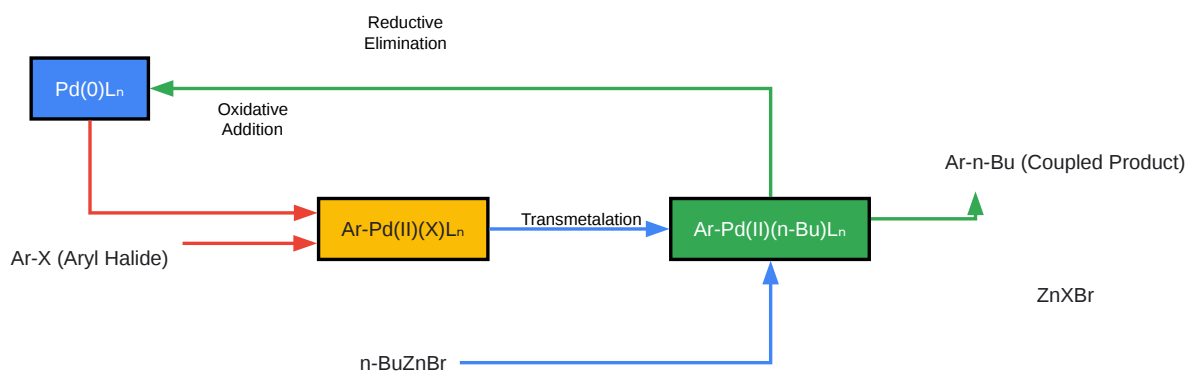 Reductive
Elimination
Pd(0)Lₙ
Oxidative
Addition
Ar-n-Bu (Coupled Product)
Ar-Pd(II)(X)Lₙ
Transmetalation
Ar-Pd(II)(n-Bu)Lₙ
Ar-X (Aryl Halide)
ZnXBr
n-BuZnBr